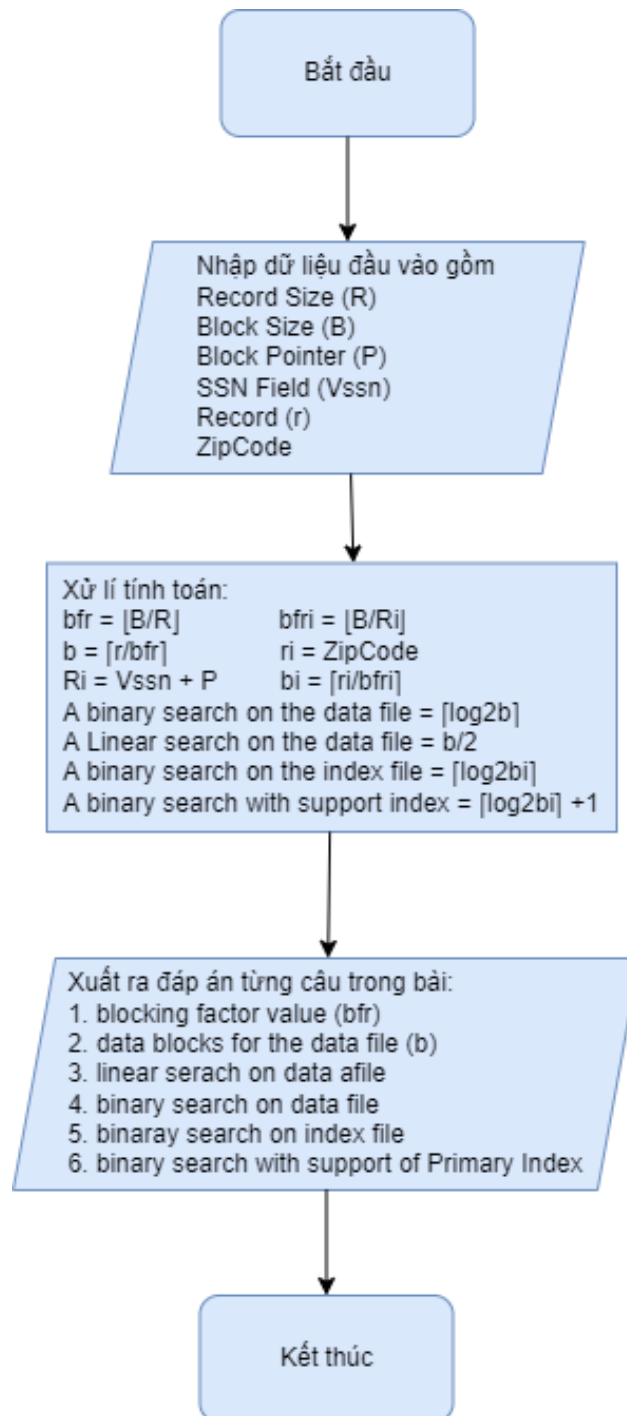 Bắt đầu
Nhập dữ liệu đầu vào gồm
Record Size (R)
Block Size (B)
Block Pointer (P)
SSN Field (Vssn)
Record (r)
ZipCode
Xử lí tính toán:
bfr = ⌊B/R⌋ bfri = ⌊B/Ri⌋
b = ⌈r/bfr⌉ ri = ZipCode
Ri = Vssn + P bi = ⌈ri/bfri⌉
A binary search on the data file = ⌈log2b⌉
A Linear search on the data file = b/2
A binary search on the index file = ⌈log2bi⌉
A binary search with support index = ⌈log2bi⌉ +1
Xuất ra đáp án từng câu trong bài:
1. blocking factor value (bfr)
2. data blocks for the data file (b)
3. linear serach on data afile
4. binary search on data file
5. binaray search on index file
6. binary search with support of Primary Index
Kết thúc